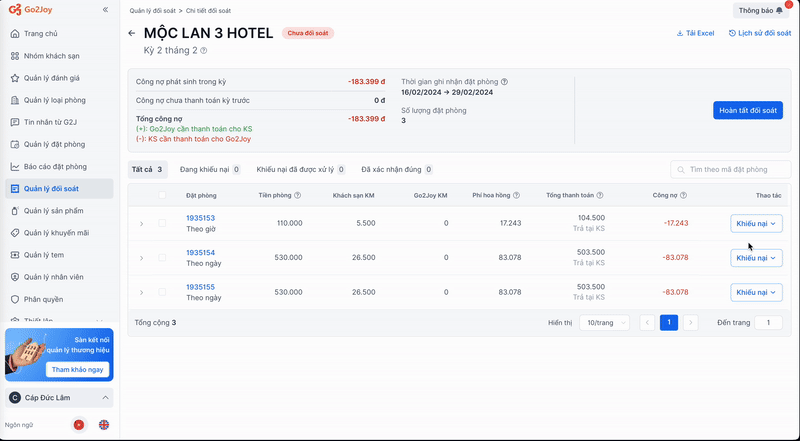 Go2Joy
Trang chủ
Nhóm khách sạn
Quản lý đánh giá
Quản lý loại phòng
Tin nhắn từ G2J
Quản lý đặt phòng
Báo cáo đặt phòng
Quản lý đối soát
Quản lý sản phẩm
Quản lý khuyến mãi
Quản lý tem
Quản lý nhân viên
Phân quyền
Thiết lập
Sàn kết nối
quản lý thương hiệu
Tham khảo ngay
C Cáp Đức Lâm
Ngôn ngữ
Quản lý đối soát > Chi tiết đối soát
Thông báo
MỘC LAN 3 HOTEL Chưa đối soát
Tải Excel Lịch sử đối soát
Kỳ 2 tháng 2
Công nợ phát sinh trong kỳ -183.399 đ
Công nợ chưa thanh toán kỳ trước 0 đ
Tổng công nợ -183.399 đ
(+): Go2Joy cần thanh toán cho KS
(-): KS cần thanh toán cho Go2Joy
Thời gian ghi nhận đặt phòng
16/02/2024 → 29/02/2024
Số lượng đặt phòng
3
Hoàn tất đối soát
Tất cả 3 Đang khiếu nại 0 Khiếu nại đã được xử lý 0 Đã xác nhận đúng 0
Tìm theo mã đặt phòng
Đặt phòng Tiền phòng Khách sạn KM Go2Joy KM Phí hoa hồng Tổng thanh toán Công nợ Thao tác
1935153 110.000 5.500 0 17.243 104.500 -17.243 Khiếu nại
Theo giờ Trả tại KS
1935154 530.000 26.500 0 83.078 503.500 -83.078 Khiếu nại
Theo ngày Trả tại KS
1935155 530.000 26.500 0 83.078 503.500 -83.078 Khiếu nại
Theo ngày Trả tại KS
Tổng cộng 3
Hiển thị 10/trang 1 Đến trang 1